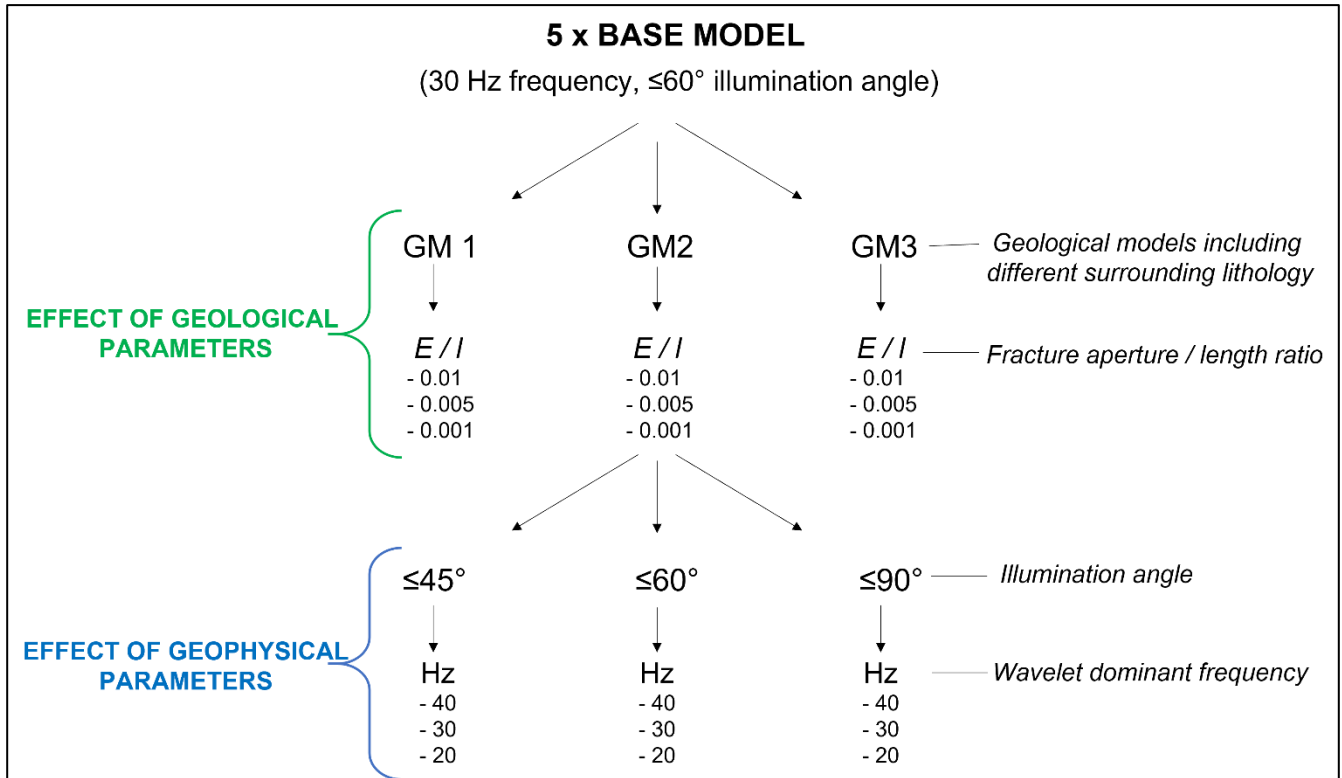 5 x BASE MODEL
(30 Hz frequency, ≤60° illumination angle)
GM 1
GM2
GM3
Geological models including
different surrounding lithology
EFFECT OF GEOLOGICAL
PARAMETERS
E / l
- 0.01
- 0.005
- 0.001
E / l
- 0.01
- 0.005
- 0.001
E / l
- 0.01
- 0.005
- 0.001
Fracture aperture / length ratio
≤45°
≤60°
≤90°
Illumination angle
EFFECT OF GEOPHYSICAL
PARAMETERS
Hz
- 40
- 30
- 20
Hz
- 40
- 30
- 20
Hz
- 40
- 30
- 20
Wavelet dominant frequency